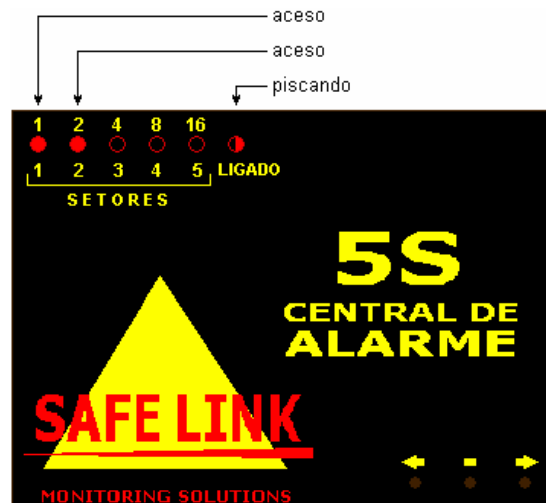 aceso
aceso
piscando
1 2 4 8 16
1 2 3 4 5 LIGADO
SETORES
5S
CENTRAL DE
ALARME
SAFE LINK
MONITORING SOLUTIONS